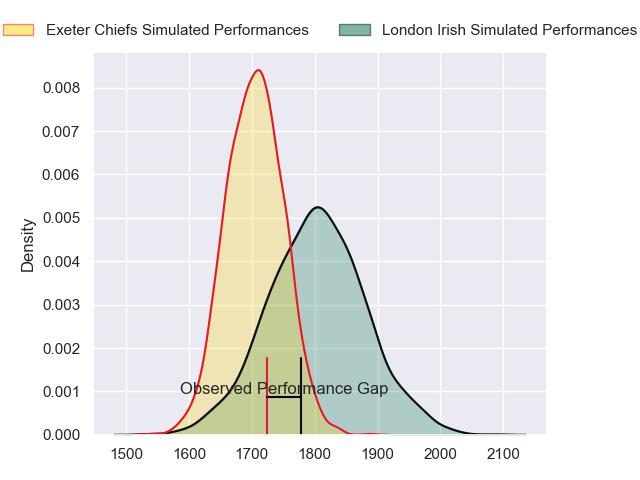 Exeter Chiefs Simulated Performances London Irish Simulated Performances
0.008
0.007
0.006
0.005
0.004
0.003
0.002
0.001
0.000
Density
Observed Performance Gap
1500 1600 1700 1800 1900 2000 2100